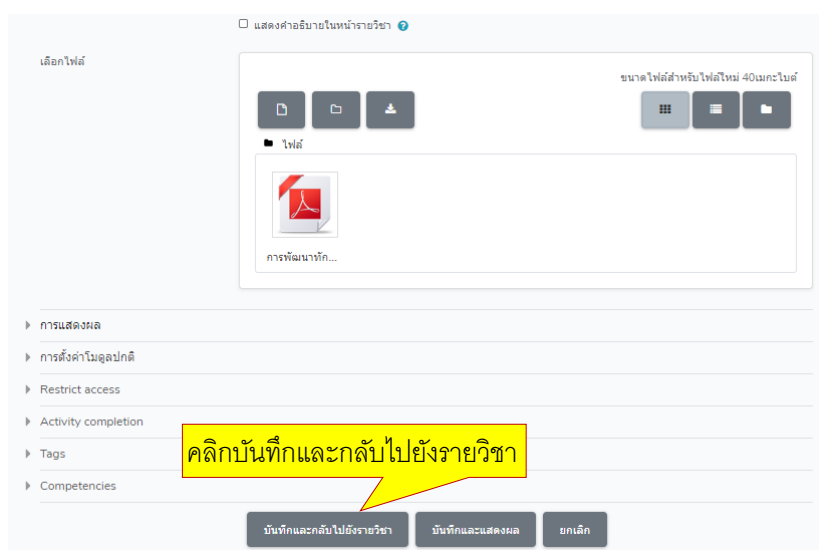 แสดงคำอธิบายในหน้ารายวิชา
เลือกไฟล์
ขนาดไฟล์สำหรับไฟล์ใหม่ 40เมกะไบต์
ไฟล์
การพัฒนาทัก...
การแสดงผล
การตั้งค่าโมดูลปกติ
Restrict access
Activity completion
คลิกบันทึกและกลับไปยังรายวิชา
Tags
Competencies
บันทึกและกลับไปยังรายวิชา บันทึกและแสดงผล ยกเลิก